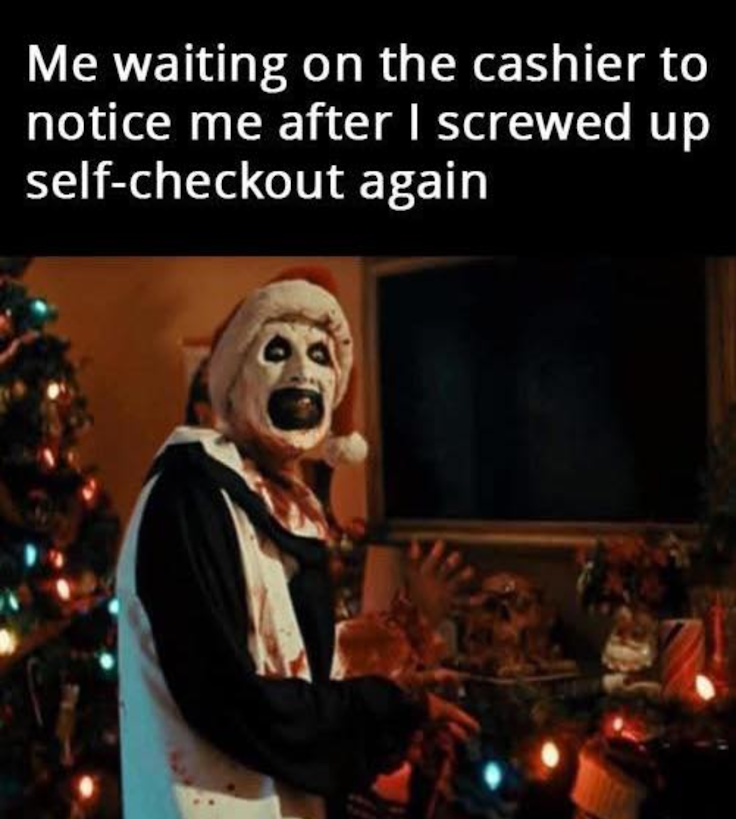 Me waiting on the cashier to
notice me after I screwed up
self-checkout again